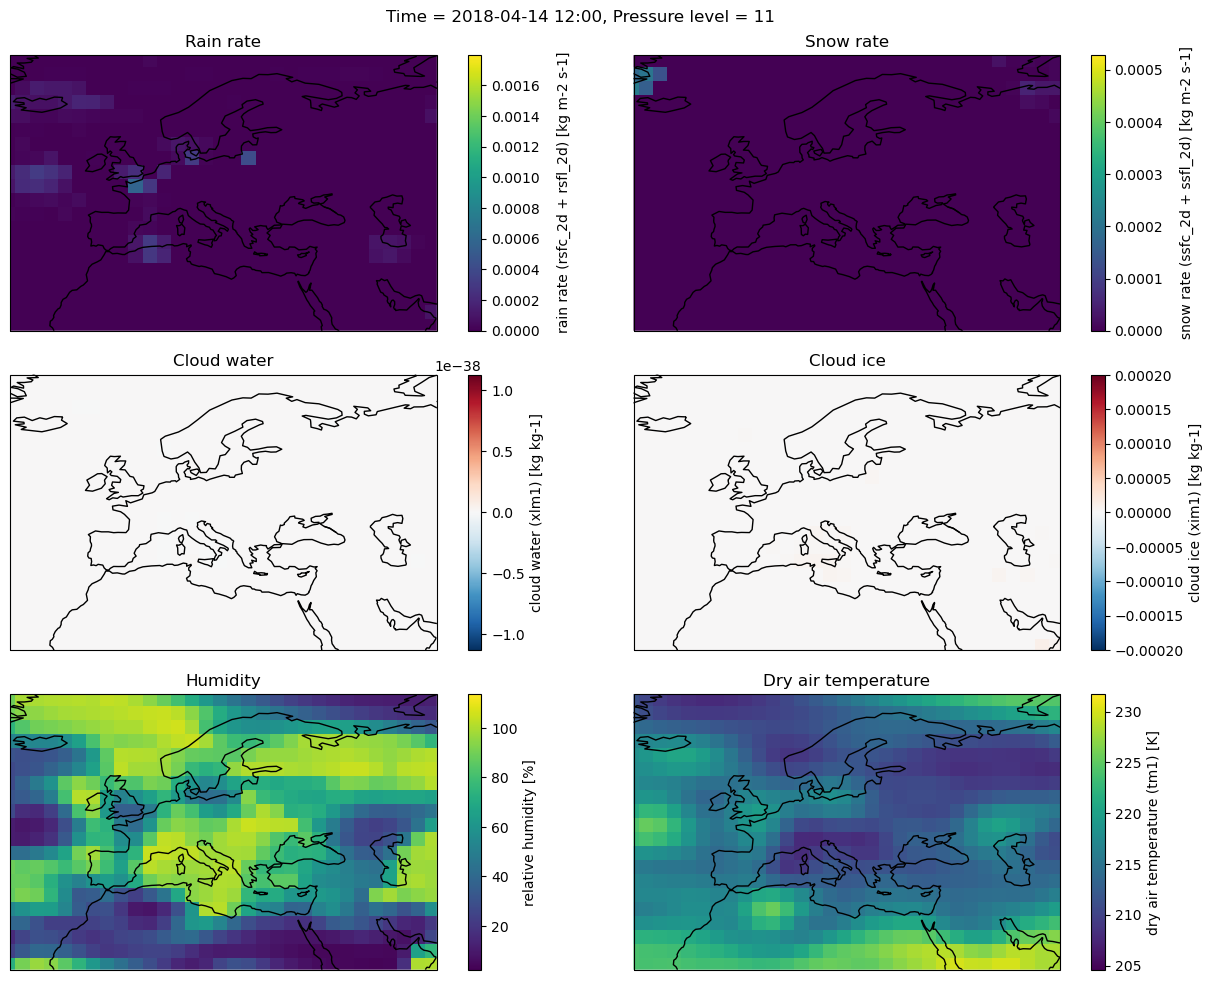 Time = 2018-04-14 12:00, Pressure level = 11
Rain rate
0.0016
0.0014
0.0012
0.0010
0.0008
0.0006
0.0004
0.0002
0.0000
rain rate (rsfc_2d + rsfl_2d) [kg m-2 s-1]
Snow rate
0.0005
0.0004
0.0003
0.0002
0.0001
0.0000
snow rate (ssfc_2d + ssfl_2d) [kg m-2 s-1]
Cloud water
1e−38
1.0
0.5
0.0
−0.5
−1.0
cloud water (xlm1) [kg kg-1]
Cloud ice
0.00020
0.00015
0.00010
0.00005
0.00000
−0.00005
−0.00010
−0.00015
−0.00020
cloud ice (xim1) [kg kg-1]
Humidity
100
80
60
40
20
relative humidity [%]
Dry air temperature
230
225
220
215
210
205
dry air temperature (tm1) [K]